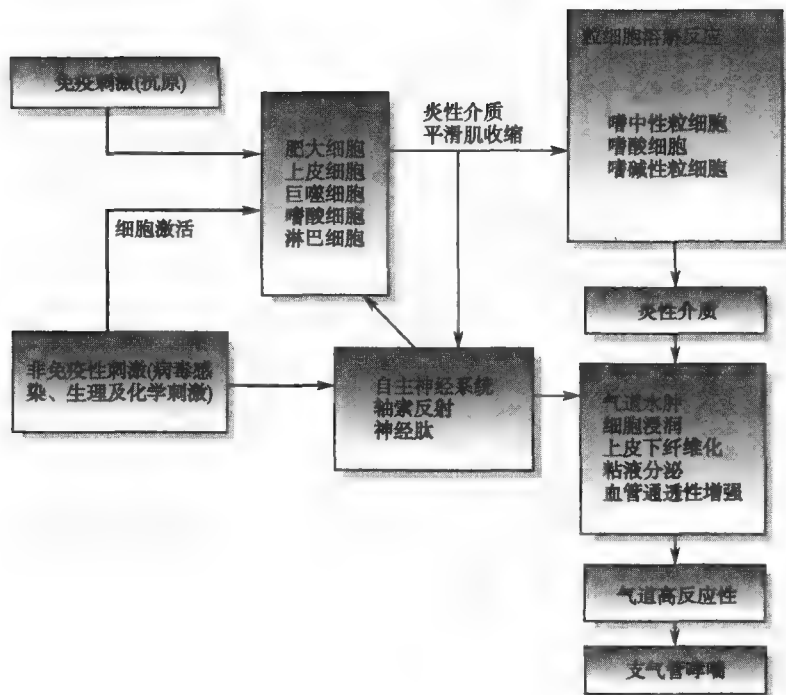 免疫刺激(抗原)
肥大细胞
上皮细胞
巨噬细胞
嗜酸细胞
淋巴细胞
炎性介质
平滑肌收缩
粒细胞溶解反应
嗜中性粒细胞
嗜酸细胞
嗜碱性粒细胞
细胞激活
非免疫性刺激(病毒感
染、生理及化学刺激)
自主神经系统
轴索反射
神经肽
炎性介质
气道水肿
细胞浸润
上皮下纤维化
粘液分泌
血管通透性增强
气道高反应性
支气管哮喘